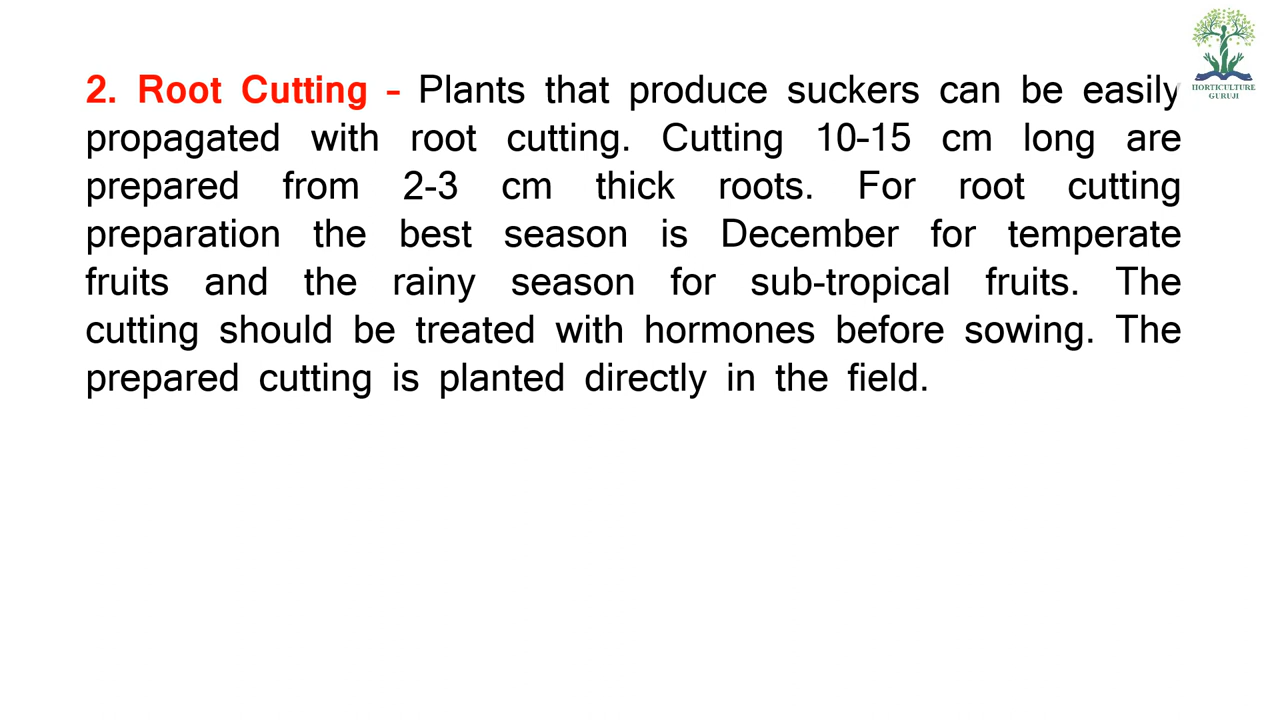 2. Root Cutting - Plants that produce suckers can be easily
propagated with root cutting. Cutting 10-15 cm long are
prepared from 2-3 cm thick roots. For root cutting
preparation the best season is December for temperate
fruits and the rainy season for sub-tropical fruits. The
cutting should be treated with hormones before sowing. The
prepared cutting is planted directly in the field.
HORTICULTURE
GURUJI